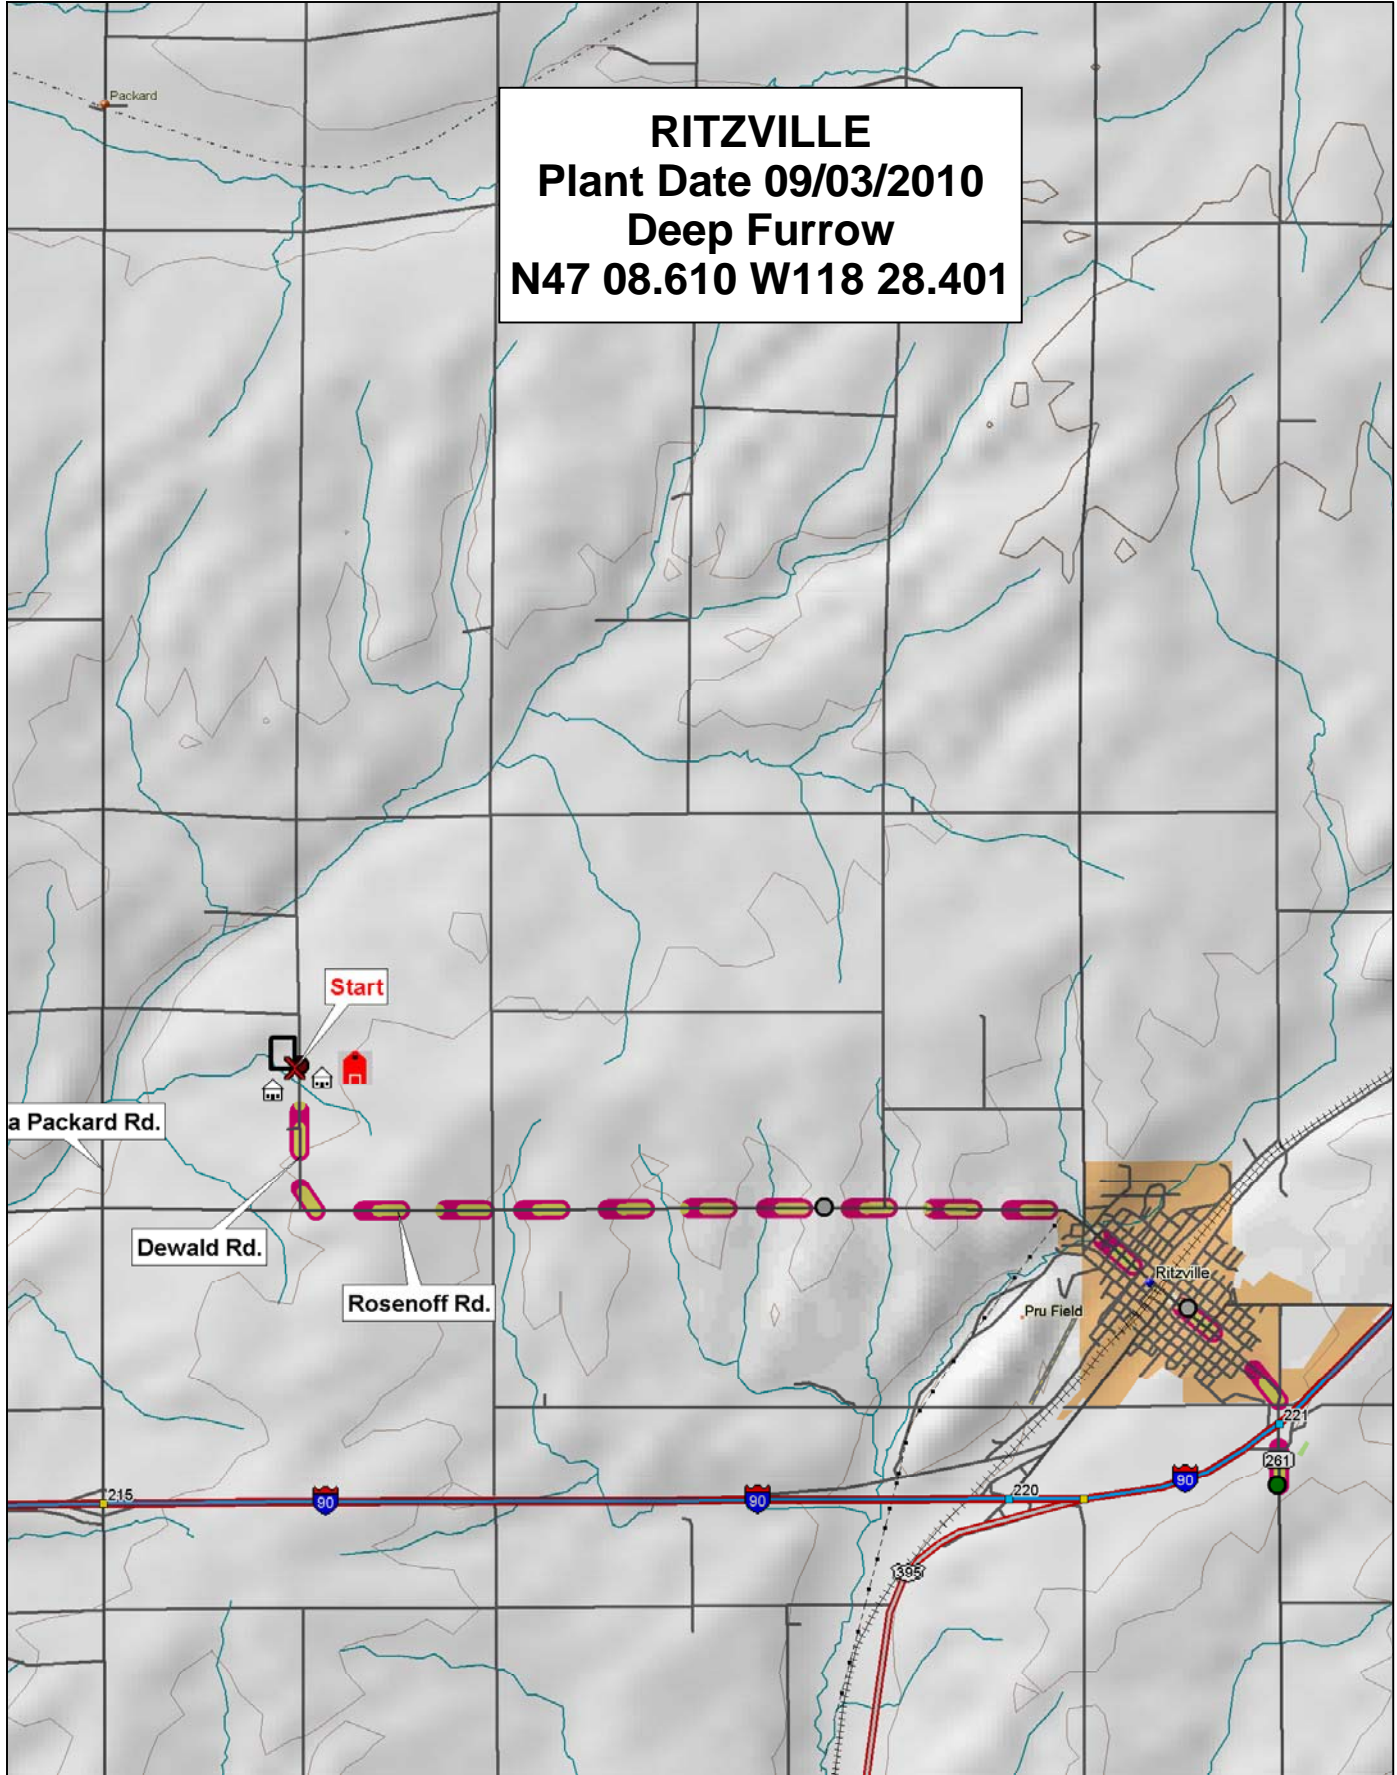 Packard
RITZVILLE
Plant Date 09/03/2010
Deep Furrow
N47 08.610 W118 28.401
Start
a Packard Rd.
Dewald Rd.
Rosenoff Rd.
Ritzville
Pru Field
221
261
90
215
90
90
220
395